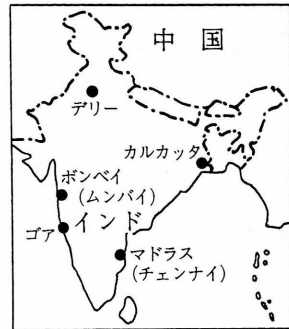 中国
デリー
カルカッタ
ボンベイ
(ムンバイ)
インド
ゴア
マドラス
(チェンナイ)